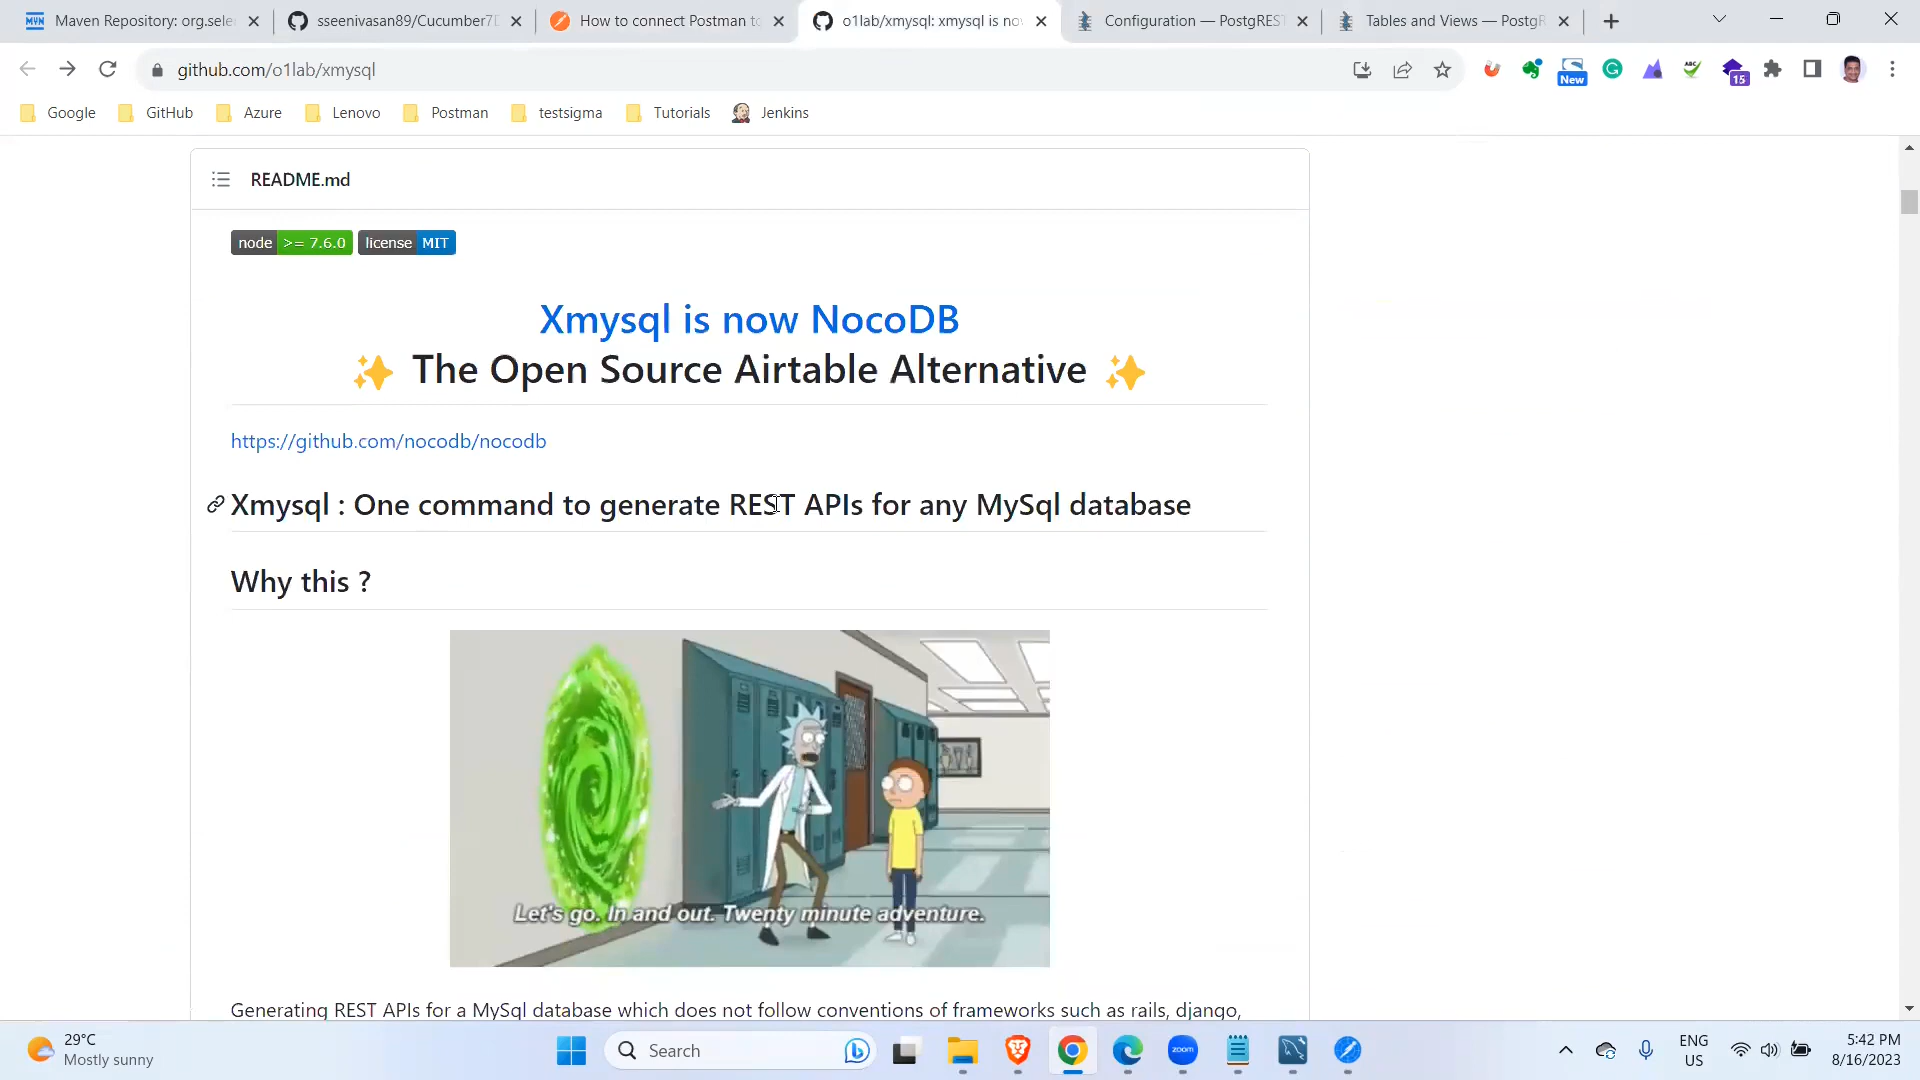 Maven Repository: org.sele
sseenivasan89/Cucumber7D
How to connect Postman to
o1lab/xmysql: xmysql is no
Configuration — PostgREST
Tables and Views — PostgR
github.com/o1lab/xmysql
New
15
Google
GitHub
Azure
Lenovo
Postman
testsigma
Tutorials
Jenkins
README.md
node >= 7.6.0 license MIT
Xmysql is now NocoDB
✨ The Open Source Airtable Alternative ✨
https://github.com/nocodb/nocodb
Xmysql : One command to generate REST APIs for any MySql database
Why this ?
Let's go. In and out. Twenty minute adventure.
Generating REST APIs for a MySql database which does not follow conventions of frameworks such as rails, django,
29°C
Mostly sunny
Search
zoom
ENG
US
5:42 PM
8/16/2023